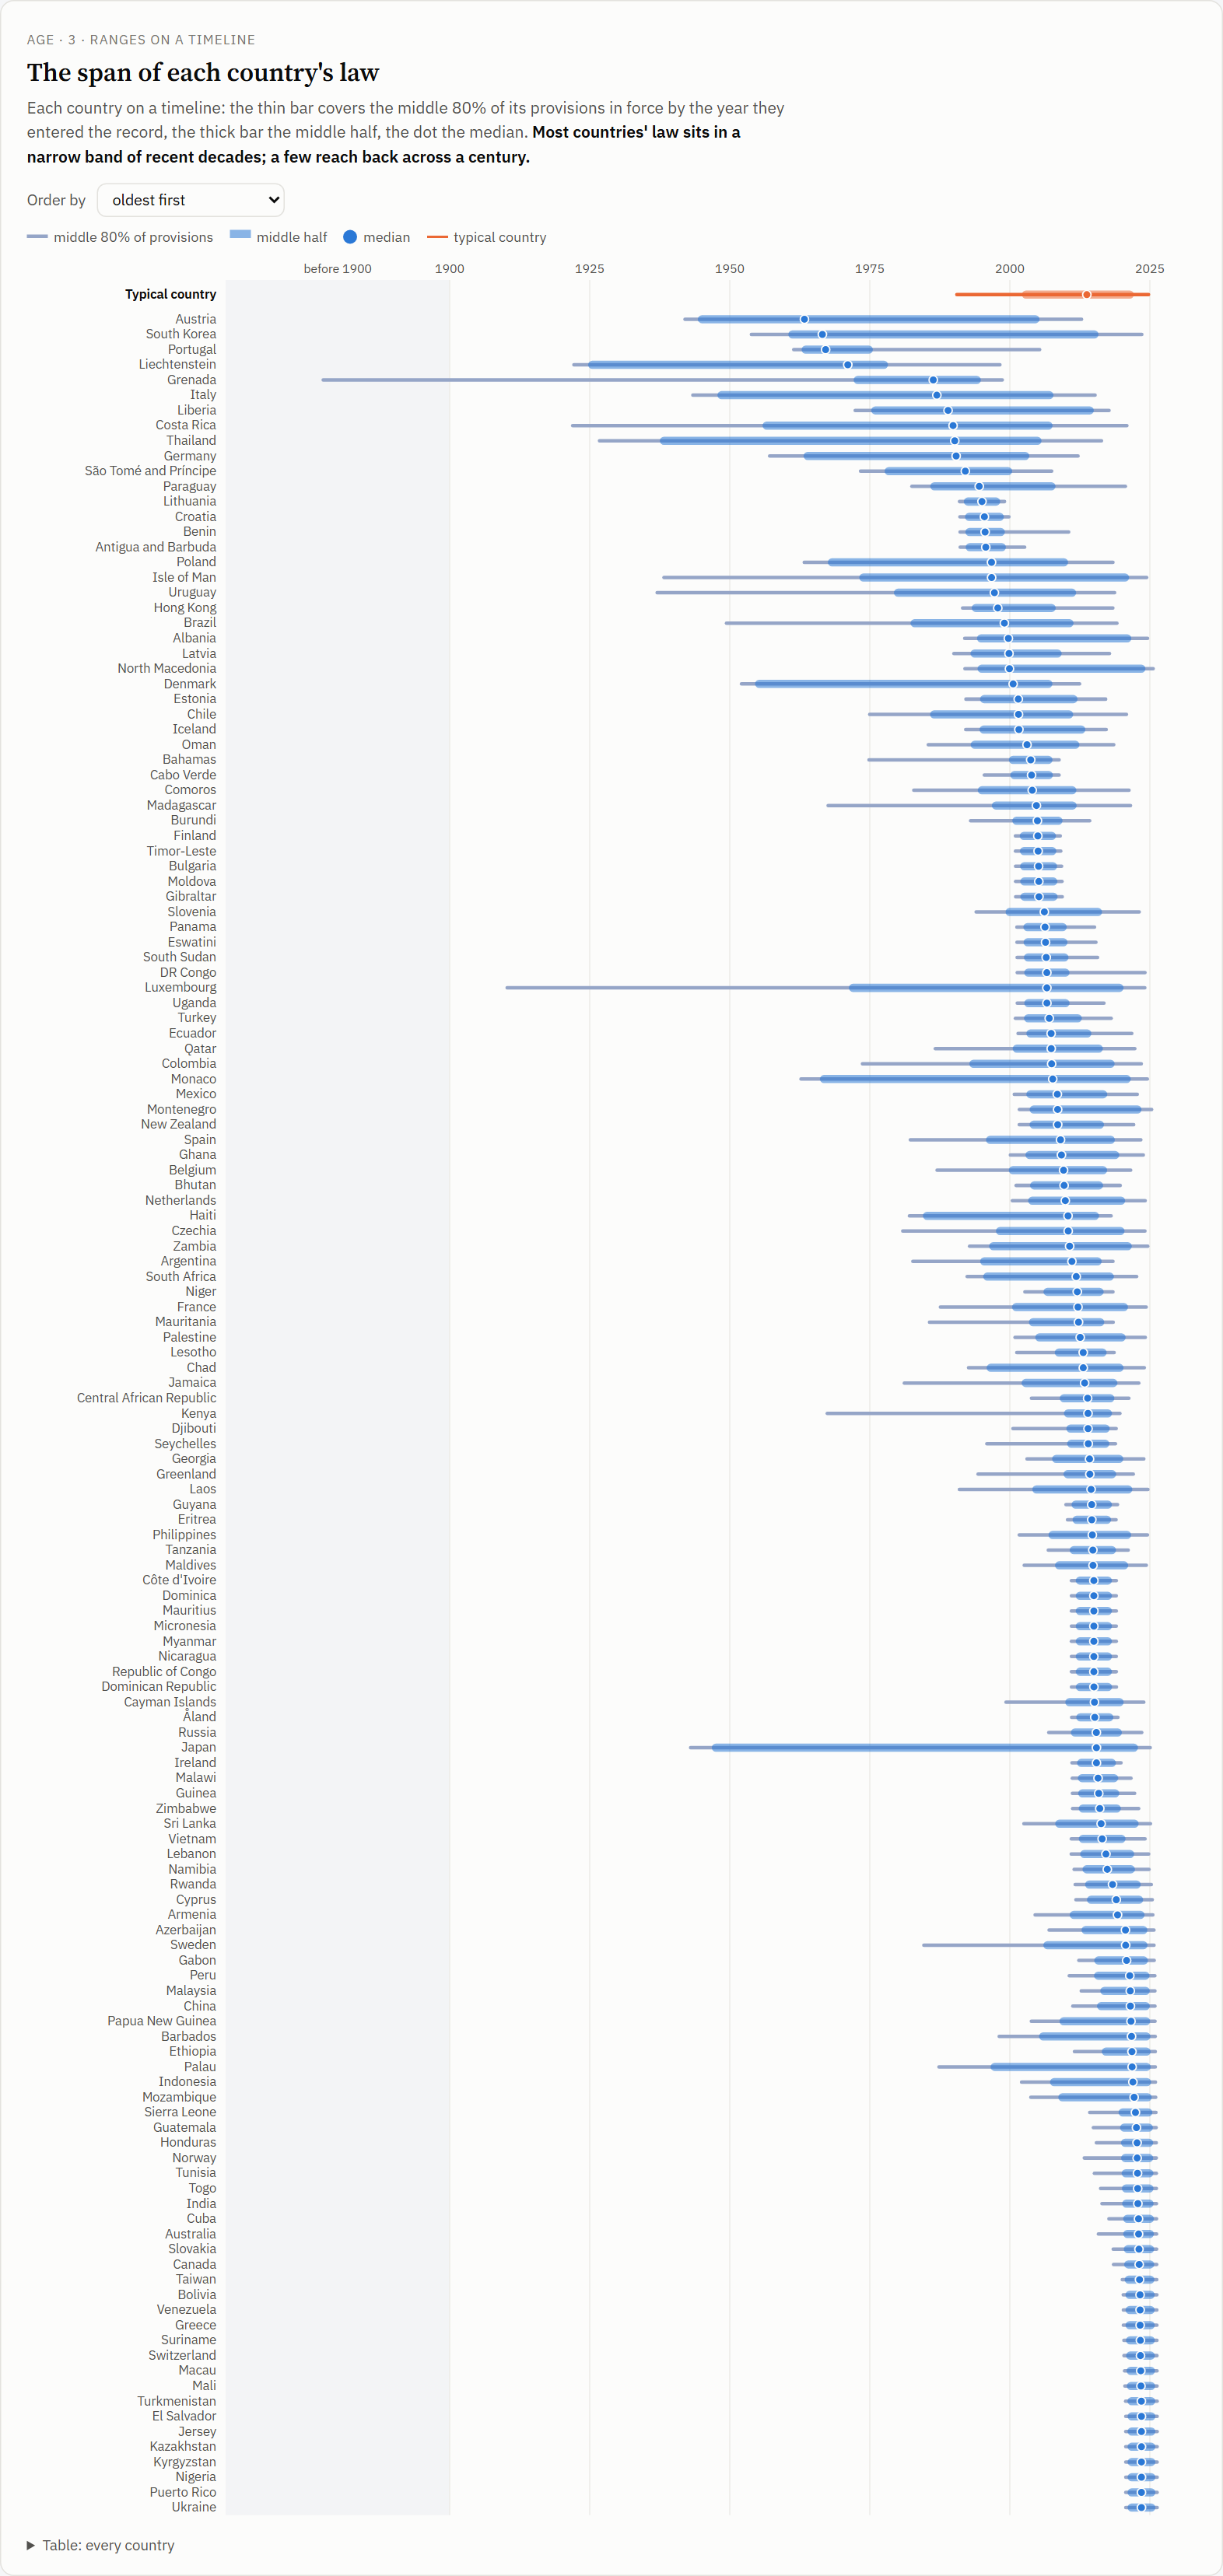 AGE · 3 · RANGES ON A TIMELINE
The span of each country's law
Each country on a timeline: the thin bar covers the middle 80% of its provisions in force by the year they
entered the record, the thick bar the middle half, the dot the median. Most countries' law sits in a
narrow band of recent decades; a few reach back across a century.
Order by oldest first
middle 80% of provisions middle half median typical country
before 1900 1900 1925 1950 1975 2000 2025
Typical country
Austria
South Korea
Portugal
Liechtenstein
Grenada
Italy
Liberia
Costa Rica
Thailand
Germany
São Tomé and Príncipe
Paraguay
Lithuania
Croatia
Benin
Antigua and Barbuda
Poland
Isle of Man
Uruguay
Hong Kong
Brazil
Albania
Latvia
North Macedonia
Denmark
Estonia
Chile
Iceland
Oman
Bahamas
Cabo Verde
Comoros
Madagascar
Burundi
Finland
Timor-Leste
Bulgaria
Moldova
Gibraltar
Slovenia
Panama
Eswatini
South Sudan
DR Congo
Luxembourg
Uganda
Turkey
Ecuador
Qatar
Colombia
Monaco
Mexico
Montenegro
New Zealand
Spain
Ghana
Belgium
Bhutan
Netherlands
Haiti
Czechia
Zambia
Argentina
South Africa
Niger
France
Mauritania
Palestine
Lesotho
Chad
Jamaica
Central African Republic
Kenya
Djibouti
Seychelles
Georgia
Greenland
Laos
Guyana
Eritrea
Philippines
Tanzania
Maldives
Côte d'Ivoire
Dominica
Mauritius
Micronesia
Myanmar
Nicaragua
Republic of Congo
Dominican Republic
Cayman Islands
Åland
Russia
Japan
Ireland
Malawi
Guinea
Zimbabwe
Sri Lanka
Vietnam
Lebanon
Namibia
Rwanda
Cyprus
Armenia
Azerbaijan
Sweden
Gabon
Peru
Malaysia
China
Papua New Guinea
Barbados
Ethiopia
Palau
Indonesia
Mozambique
Sierra Leone
Guatemala
Honduras
Norway
Tunisia
Togo
India
Cuba
Australia
Slovakia
Canada
Taiwan
Bolivia
Venezuela
Greece
Suriname
Switzerland
Macau
Mali
Turkmenistan
El Salvador
Jersey
Kazakhstan
Kyrgyzstan
Nigeria
Puerto Rico
Ukraine
Table: every country